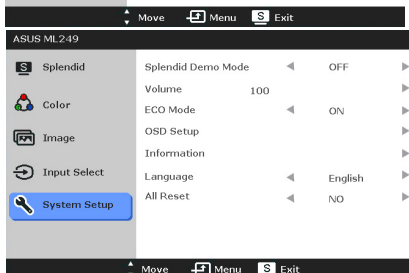 Move Menu S Exit
ASUS ML249
S Splendid
Color
Image
Input Select
System Setup
Splendid Demo Mode OFF
Volume 100
ECO Mode ON
OSD Setup
Information
Language English
All Reset NO
Move Menu S Exit